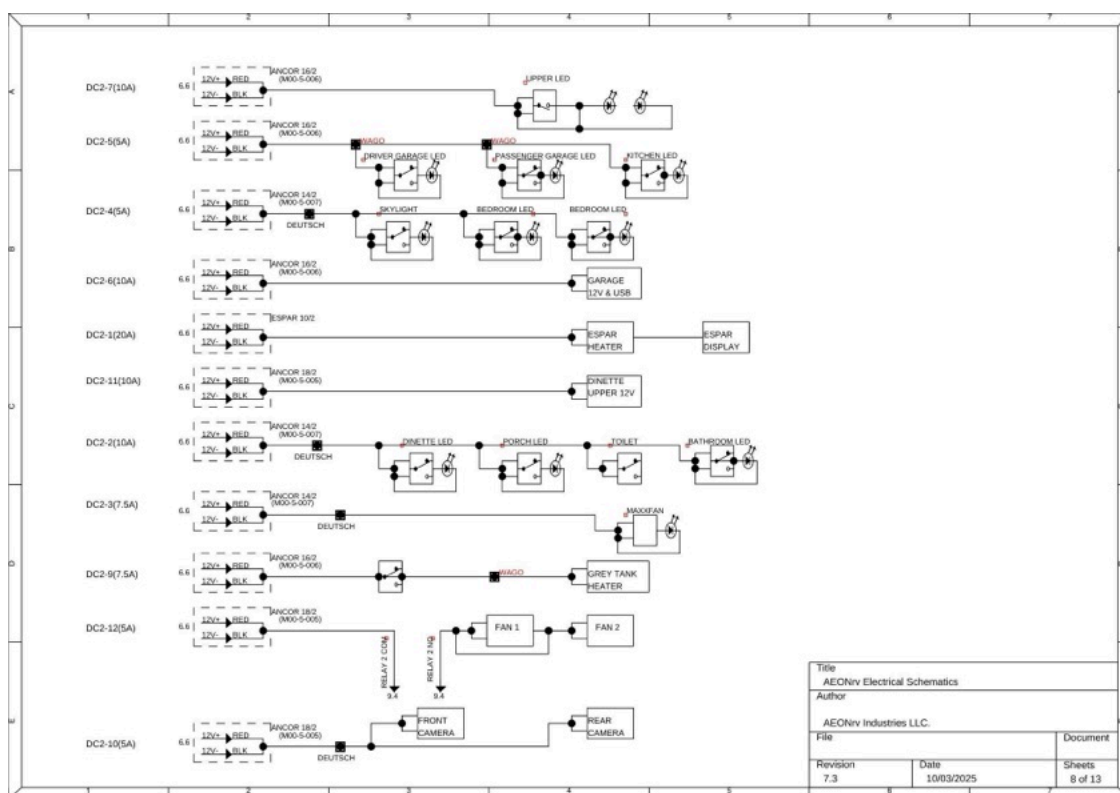 1 2 3 4 5 6 7
A
DC2-7(10A)
6.6
12V+ RED
12V- BLK
ANCOR 16/2
(M00-5-006)
UPPER LED
DC2-5(5A)
6.6
12V+ RED
12V- BLK
ANCOR 16/2
(M00-5-006)
WAGO
WAGO
DRIVER GARAGE LED
PASSENGER GARAGE LED
KITCHEN LED
B
DC2-4(5A)
6.6
12V+ RED
12V- BLK
ANCOR 14/2
(M00-5-007)
DEUTSCH
SKYLIGHT
BEDROOM LED
BEDROOM LED
DC2-6(10A)
6.6
12V+ RED
12V- BLK
ANCOR 16/2
(M00-5-006)
GARAGE
12V & USB
DC2-1(20A)
6.6
12V+ RED
12V- BLK
ESPAR 10/2
ESPAR
HEATER
ESPAR
DISPLAY
C
DC2-11(10A)
6.6
12V+ RED
12V- BLK
ANCOR 18/2
(M00-5-005)
DINETTE
UPPER 12V
DC2-2(10A)
6.6
12V+ RED
12V- BLK
ANCOR 14/2
(M00-5-007)
DEUTSCH
DINETTE LED
PORCH LED
TOILET
BATHROOM LED
DC2-3(7.5A)
6.6
12V+ RED
12V- BLK
ANCOR 14/2
(M00-5-007)
DEUTSCH
MAXXFAN
D
DC2-9(7.5A)
6.6
12V+ RED
12V- BLK
ANCOR 16/2
(M00-5-006)
WAGO
GREY TANK
HEATER
DC2-12(5A)
6.6
12V+ RED
12V- BLK
ANCOR 18/2
(M00-5-005)
RELAY 2 COM
9.4
RELAY 2 NO
9.4
FAN 1
FAN 2
E
DC2-10(5A)
6.6
12V+ RED
12V- BLK
ANCOR 18/2
(M00-5-005)
DEUTSCH
FRONT
CAMERA
REAR
CAMERA
Title
AEONrv Electrical Schematics
Author
AEONrv Industries LLC.
File
Document
Revision
7.3
Date
10/03/2025
Sheets
8 of 13
1 2 3 4 5 6 7